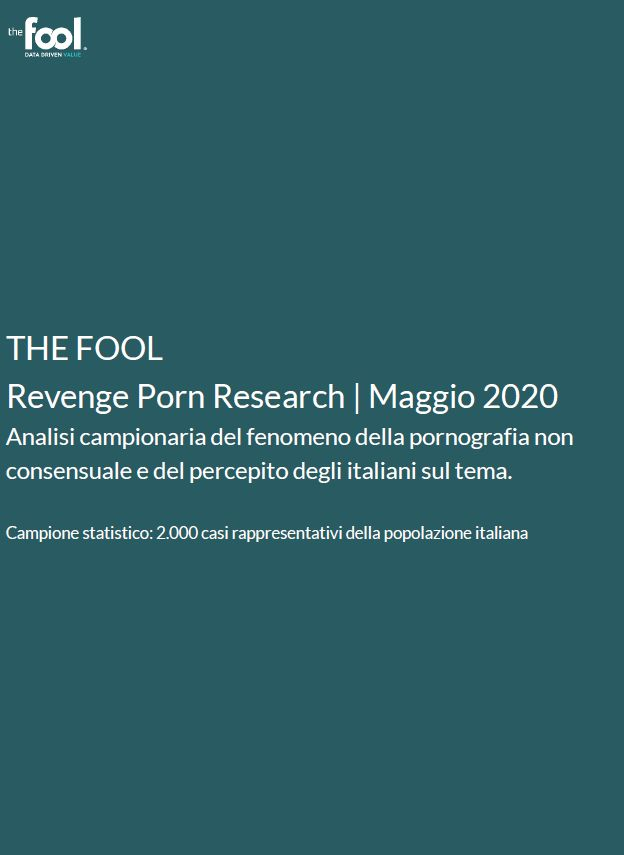 the fool
DATA DRIVEN VALUE
THE FOOL
Revenge Porn Research | Maggio 2020
Analisi campionaria del fenomeno della pornografia non
consensuale e del percepito degli italiani sul tema.
Campione statistico: 2.000 casi rappresentativi della popolazione italiana